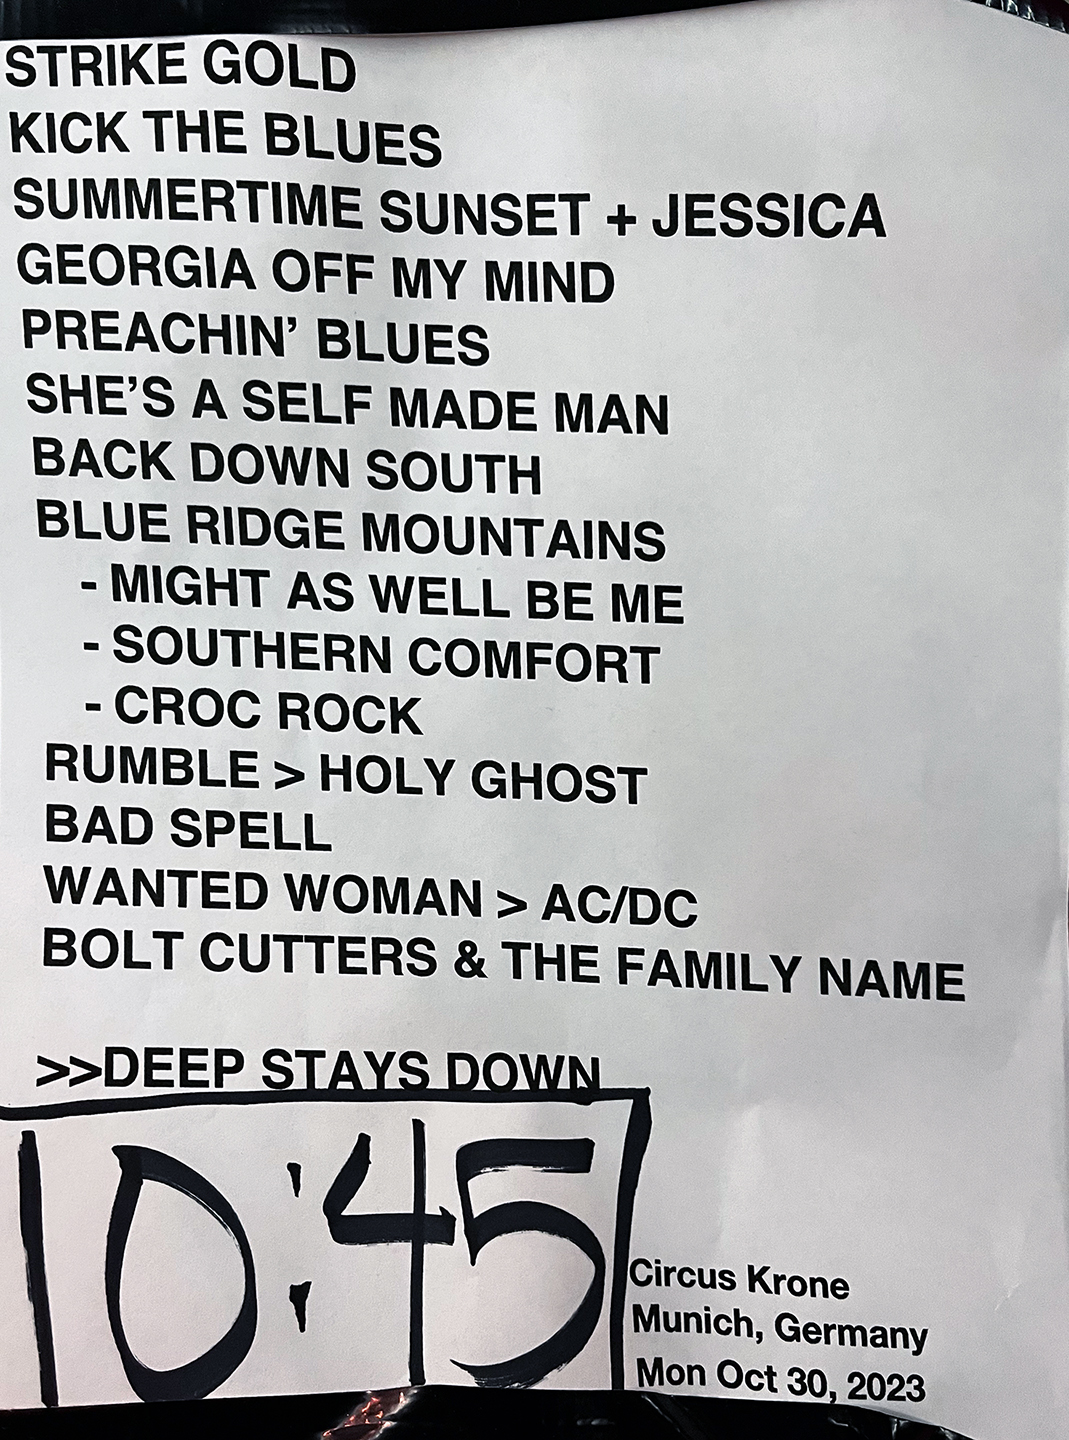 STRIKE GOLD
KICK THE BLUES
SUMMERTIME SUNSET + JESSICA
GEORGIA OFF MY MIND
PREACHIN' BLUES
SHE'S A SELF MADE MAN
BACK DOWN SOUTH
BLUE RIDGE MOUNTAINS
- MIGHT AS WELL BE ME
- SOUTHERN COMFORT
- CROC ROCK
RUMBLE > HOLY GHOST
BAD SPELL
WANTED WOMAN > AC/DC
BOLT CUTTERS & THE FAMILY NAME
>>DEEP STAYS DOWN
10:45
Circus Krone
Munich, Germany
Mon Oct 30, 2023